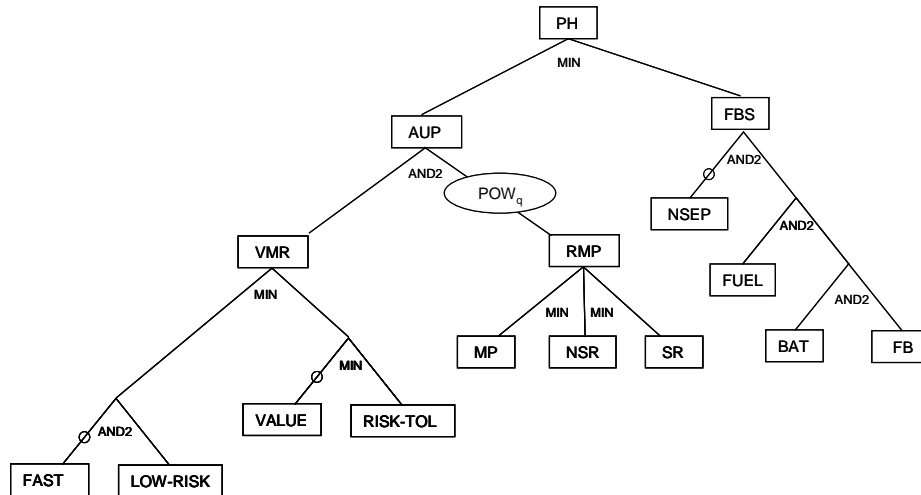 PH
MIN
AUP
FBS
AND2
AND2
POWq
NSEP
VMR
RMP
AND2
FUEL
MIN
MIN
MIN
AND2
MP
NSR
SR
BAT
FB
MIN
VALUE
RISK-TOL
AND2
FAST
LOW-RISK